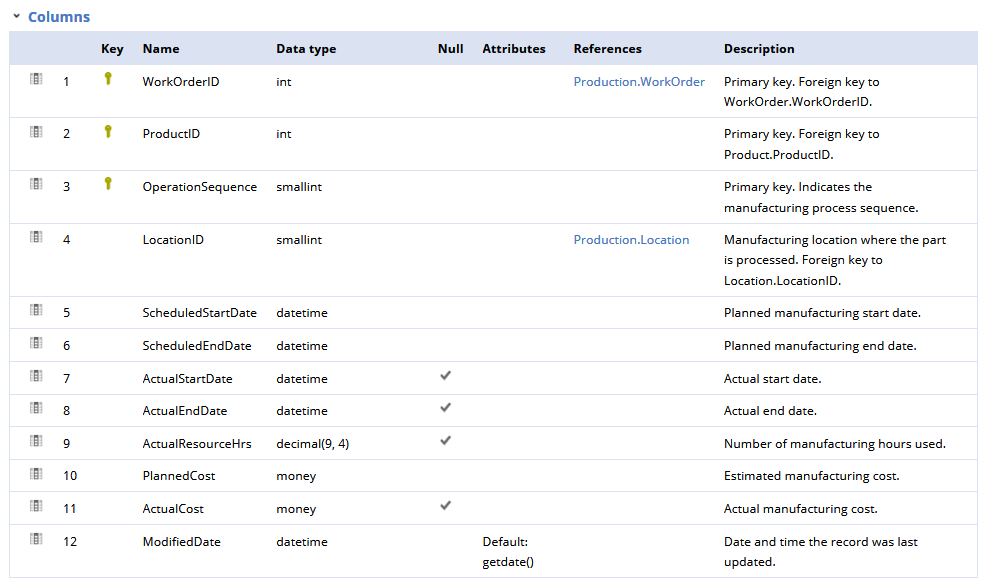 Columns
Key Name Data type Null Attributes References Description
1 WorkOrderID int Production.WorkOrder Primary key. Foreign key to
WorkOrder.WorkOrderID.
2 ProductID int Primary key. Foreign key to
Product.ProductID.
3 OperationSequence smallint Primary key. Indicates the
manufacturing process sequence.
4 LocationID smallint Production.Location Manufacturing location where the part
is processed. Foreign key to
Location.LocationID.
5 ScheduledStartDate datetime Planned manufacturing start date.
6 ScheduledEndDate datetime Planned manufacturing end date.
7 ActualStartDate datetime Actual start date.
8 ActualEndDate datetime Actual end date.
9 ActualResourceHrs decimal(9, 4) Number of manufacturing hours used.
10 PlannedCost money Estimated manufacturing cost.
11 ActualCost money Actual manufacturing cost.
12 ModifiedDate datetime Default: Date and time the record was last
getdate() updated.